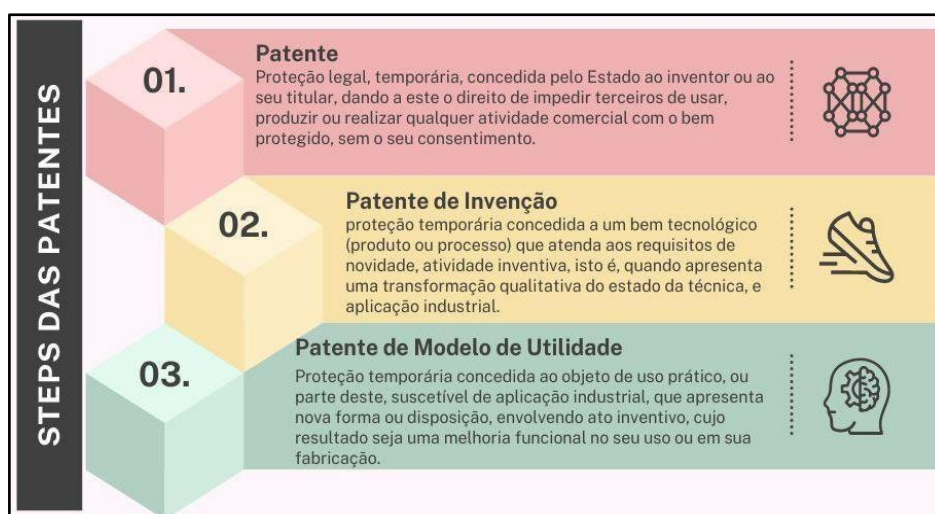 STEPS DAS PATENTES
01.
Patente
Proteção legal, temporária, concedida pelo Estado ao inventor ou ao
seu titular, dando a este o direito de impedir terceiros de usar,
produzir ou realizar qualquer atividade comercial com o bem
protegido, sem o seu consentimento.
02.
Patente de Invenção
proteção temporária concedida a um bem tecnológico
(produto ou processo) que atenda aos requisitos de
novidade, atividade inventiva, isto é, quando apresenta
uma transformação qualitativa do estado da técnica, e
aplicação industrial.
03.
Patente de Modelo de Utilidade
Proteção temporária concedida ao objeto de uso prático, ou
parte deste, suscetível de aplicação industrial, que apresenta
nova forma ou disposição, envolvendo ato inventivo, cujo
resultado seja uma melhoria funcional no seu uso ou em sua
fabricação.